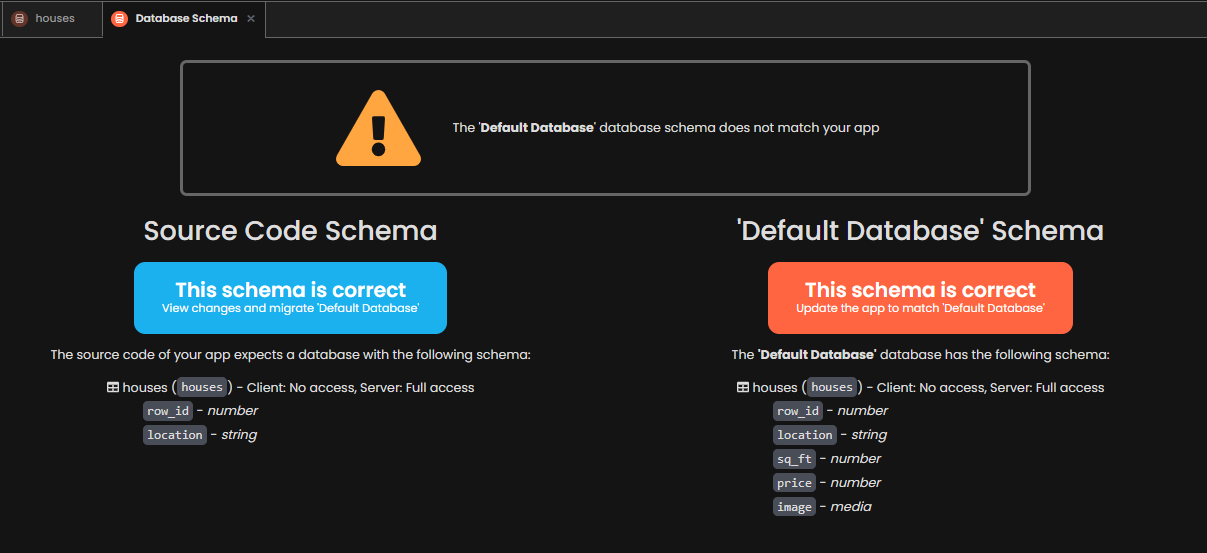 houses
Database Schema
The 'Default Database' database schema does not match your app
Source Code Schema
This schema is correct
View changes and migrate 'Default Database'
The source code of your app expects a database with the following schema:
houses (houses) - Client: No access, Server: Full access
row_id - number
location - string
'Default Database' Schema
This schema is correct
Update the app to match 'Default Database'
The 'Default Database' database has the following schema:
houses (houses) - Client: No access, Server: Full access
row_id - number
location - string
sq_ft - number
price - number
image - media